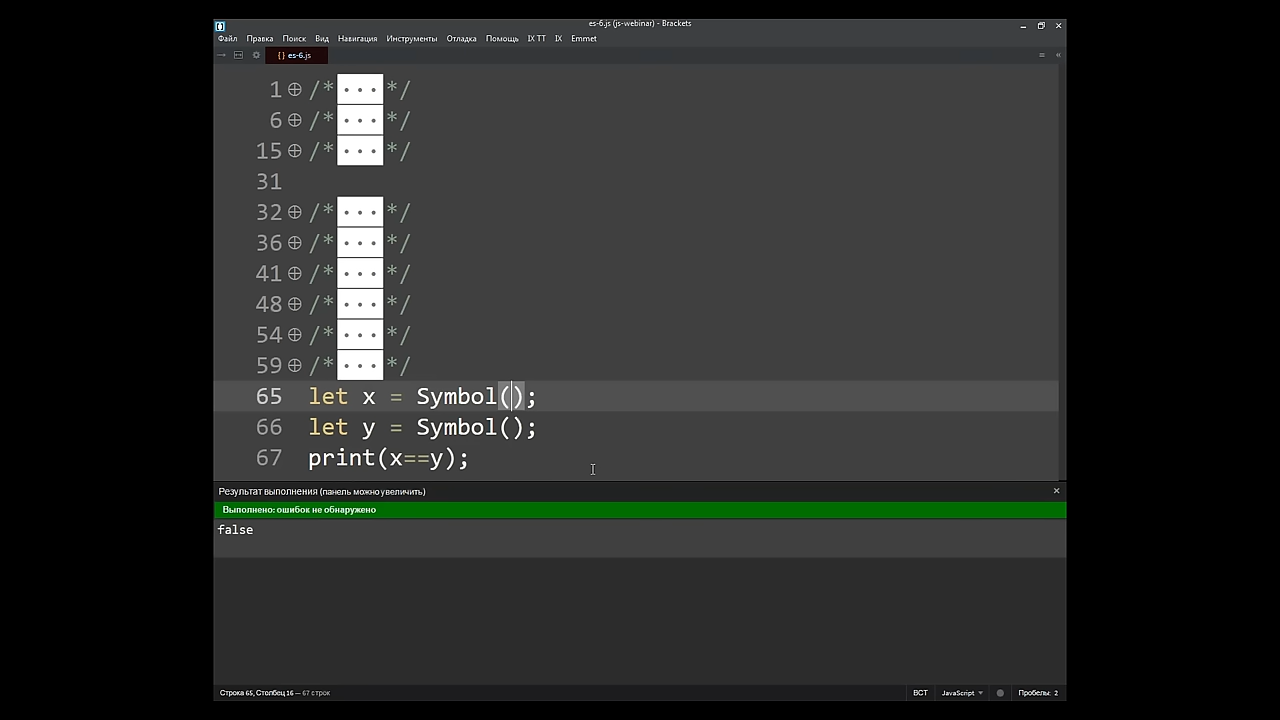 es-6.js (js-webinar) - Brackets
Файл Правка Поиск Вид Навигация Инструменты Отладка Помощь IX TT IX Emmet
{} es-6.js
1 /*...*/
6 /*...*/
15 /*...*/
31
32 /*...*/
36 /*...*/
41 /*...*/
48 /*...*/
54 /*...*/
59 /*...*/
65 let x = Symbol();
66 let y = Symbol();
67 print(x==y);
Результат выполнения (панель можно увеличить)
Выполнено: ошибок не обнаружено
false
Строка 65, Столбец 16 — 67 строк ВСТ JavaScript Пробелы: 2